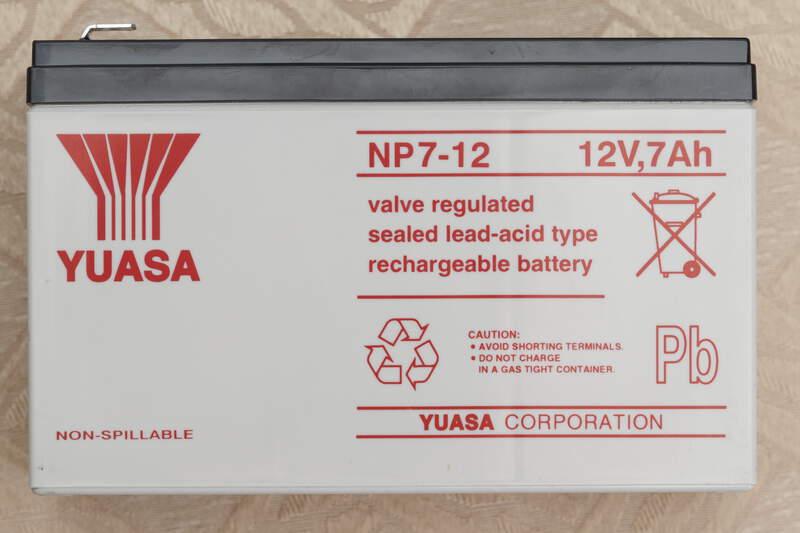 YUASA
NON-SPILLABLE
NP7-12 12V,7Ah
valve regulated
sealed lead-acid type
rechargeable battery
CAUTION:
• AVOID SHORTING TERMINALS.
• DO NOT CHARGE
IN A GAS TIGHT CONTAINER.
Pb
YUASA CORPORATION